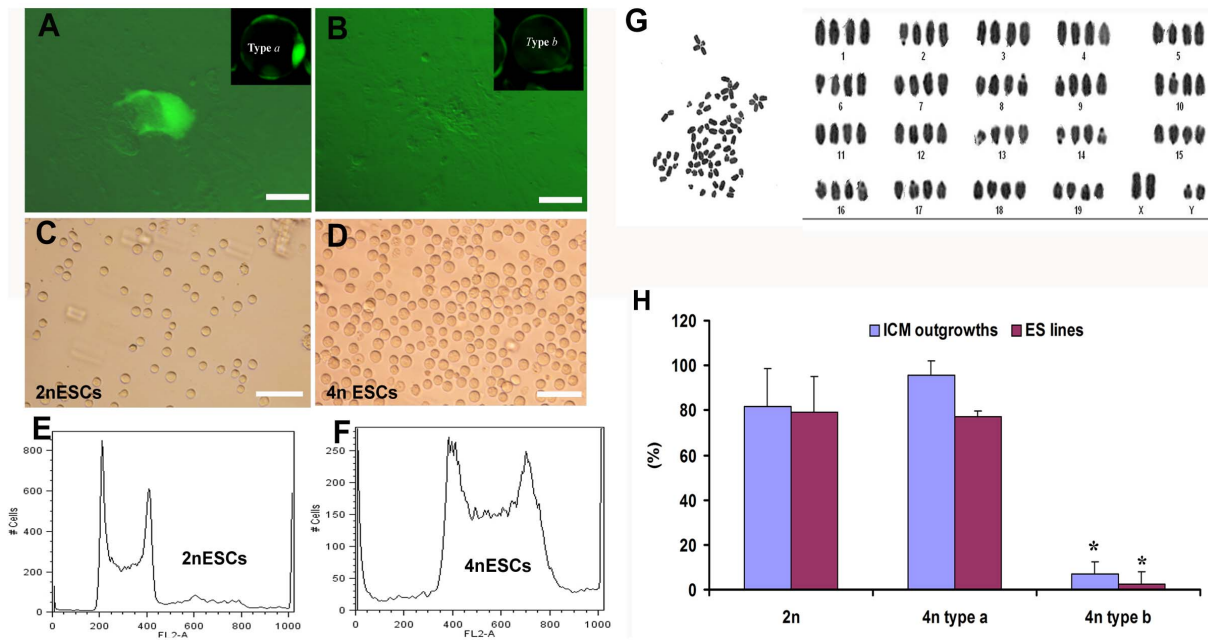 A
Type a
B
Type b
G
1 2 3 4 5
6 7 8 9 10
11 12 13 14 15
16 17 18 19 X Y
C
2nESCs
D
4n ESCs
E
800
600
400
200
0
# Cells
2nESCs
0 200 400 600 800 1000
FL2-A
F
250
200
150
100
50
0
# Cells
4nESCs
0 200 400 600 800 1000
FL2-A
H
120
100
80
60
40
20
0
(%)
ICM outgrowths ES lines
* *
2n 4n type a 4n type b